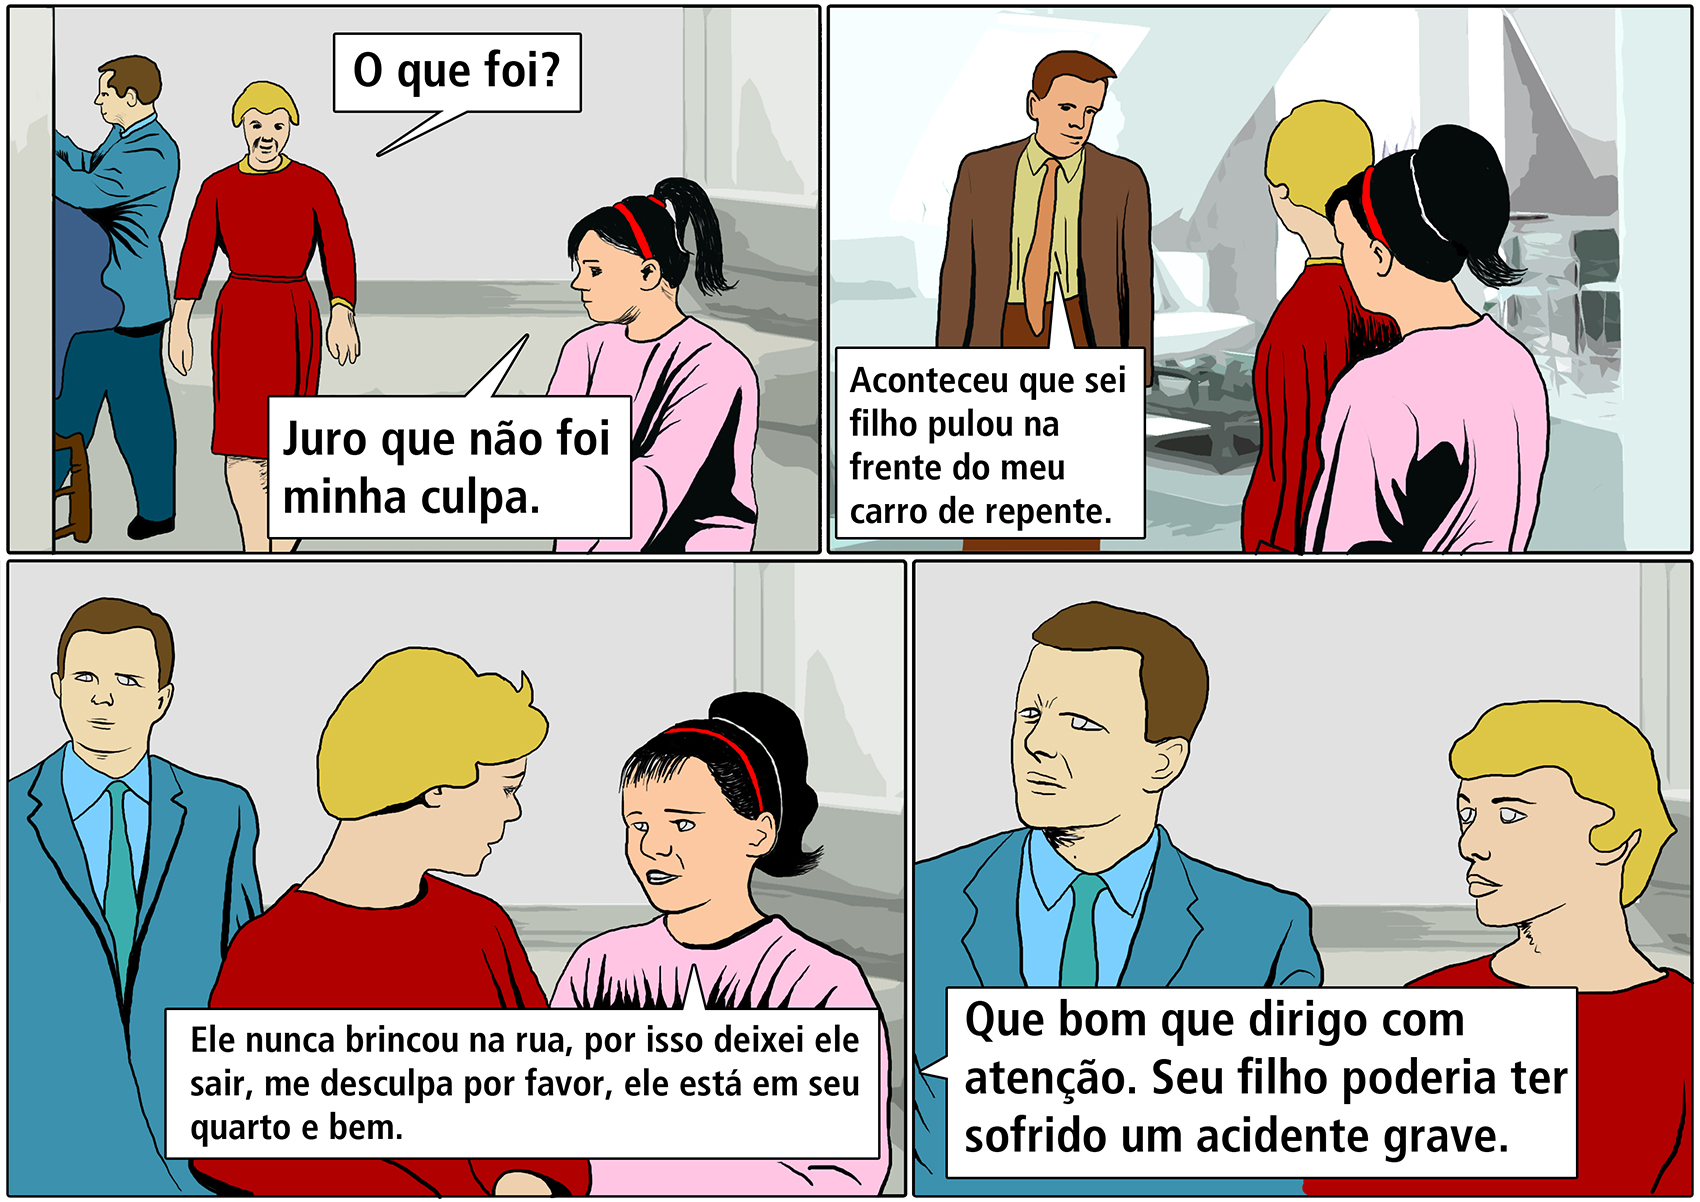 O que foi?
Juro que não foi
minha culpa.
Aconteceu que sei
filho pulou na
frente do meu
carro de repente.
Ele nunca brincou na rua, por isso deixei ele
sair, me desculpa por favor, ele está em seu
quarto e bem.
Que bom que dirigo com
atenção. Seu filho poderia ter
sofrido um acidente grave.